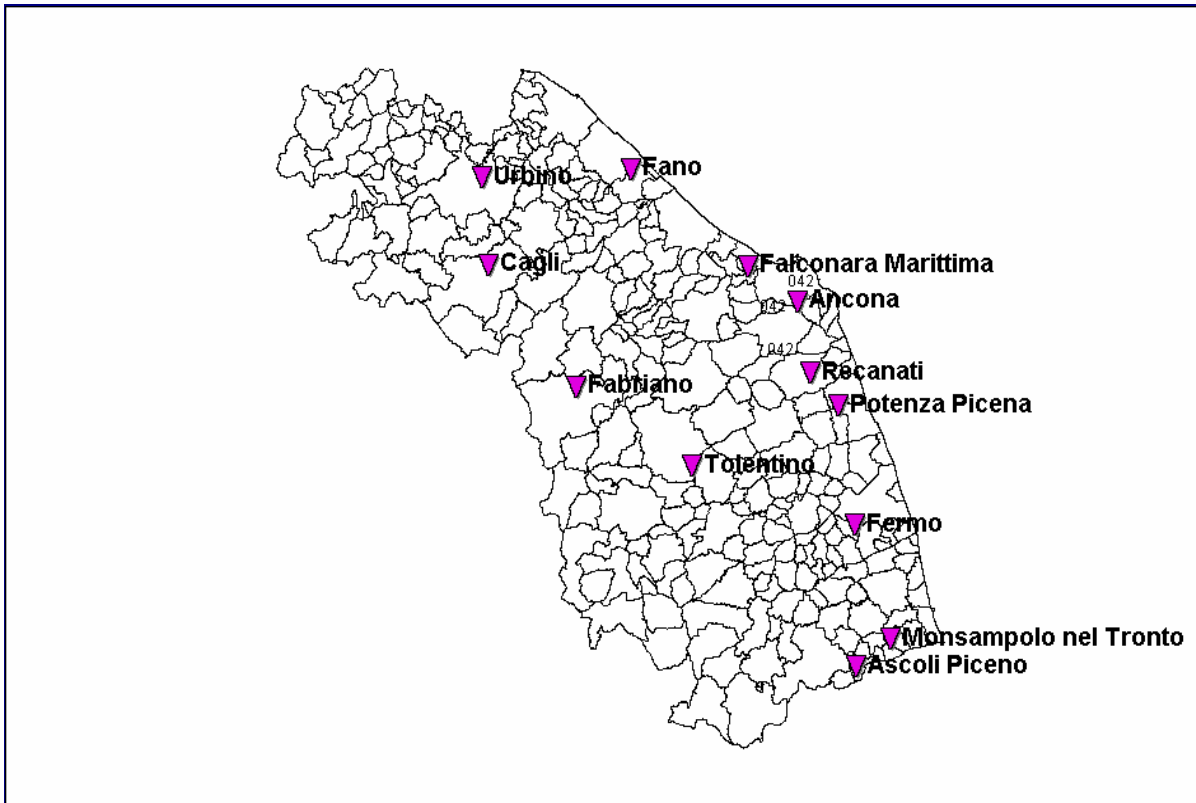 Fano
Urbino
Cagli
Falconara Marittima
042
Ancona
042
042
Recanati
Fabriano
Potenza Picena
Tolentino
Fermo
Monsampolo nel Tronto
Ascoli Piceno